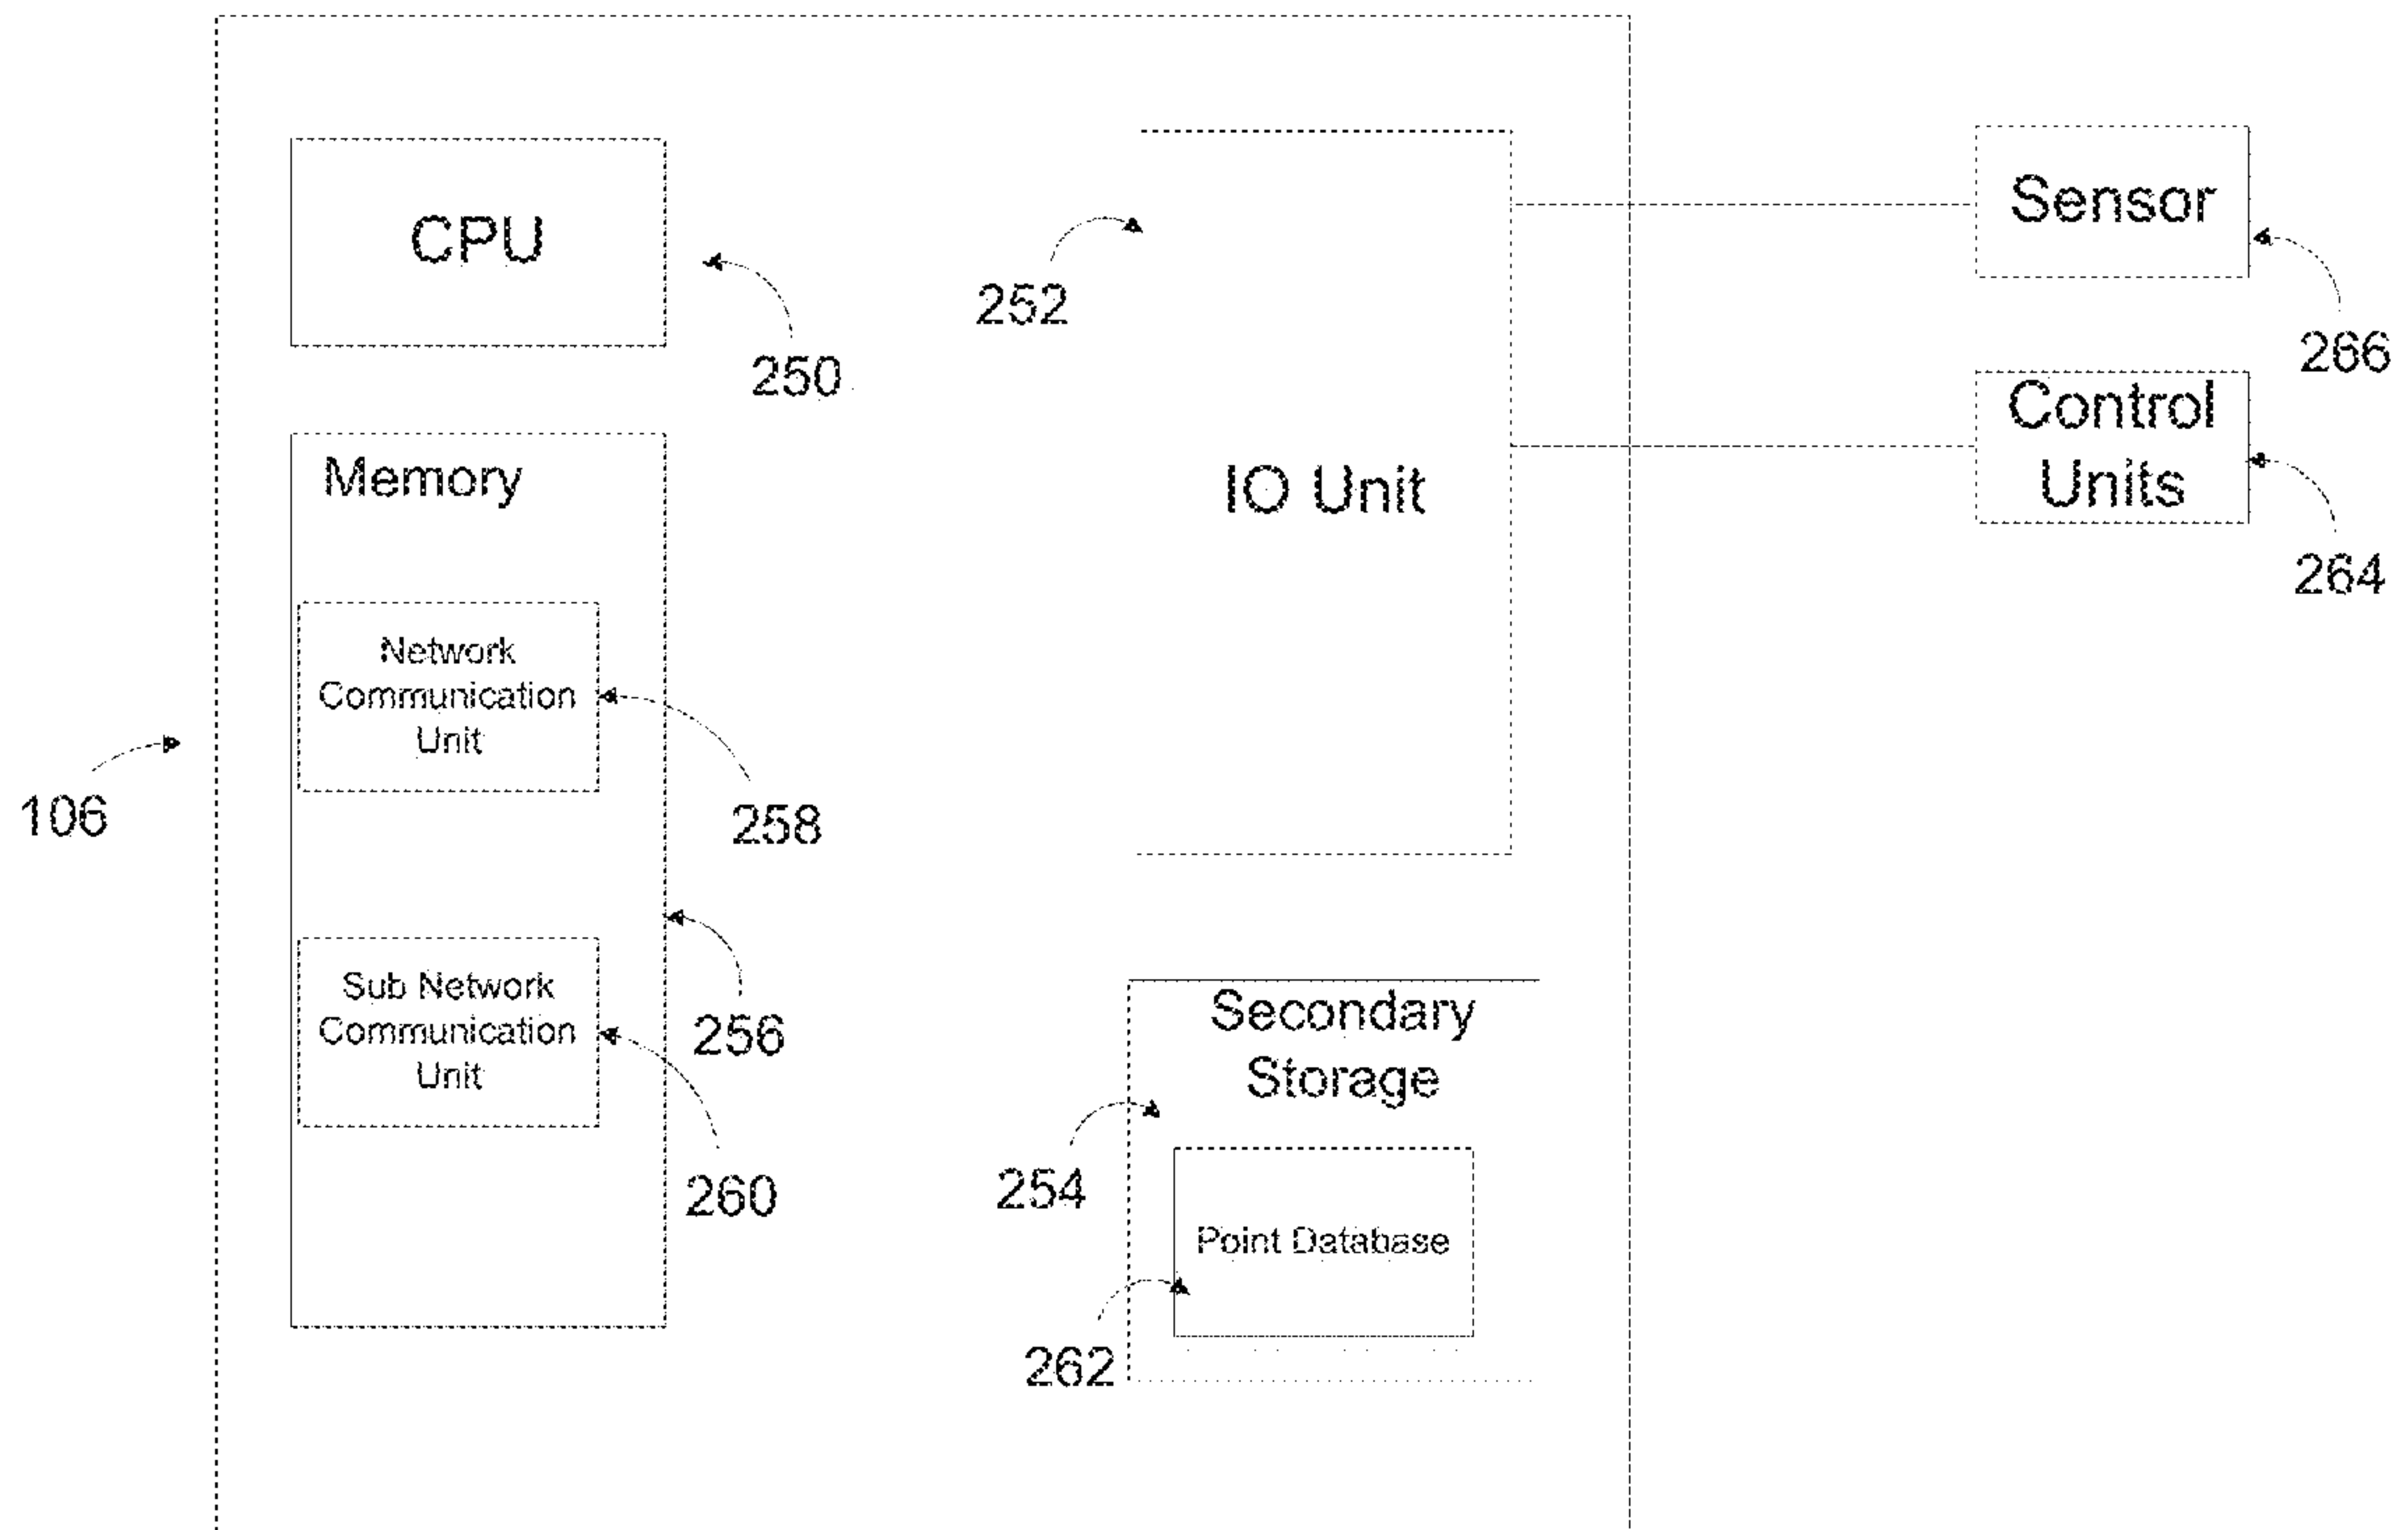 CPU
250
252
IO Unit
Sensor
266
Control
Units
264
Memory
Network
Communication
Unit
258
106
256
Sub Network
Communication
Unit
260
Secondary
Storage
254
Point Database
262